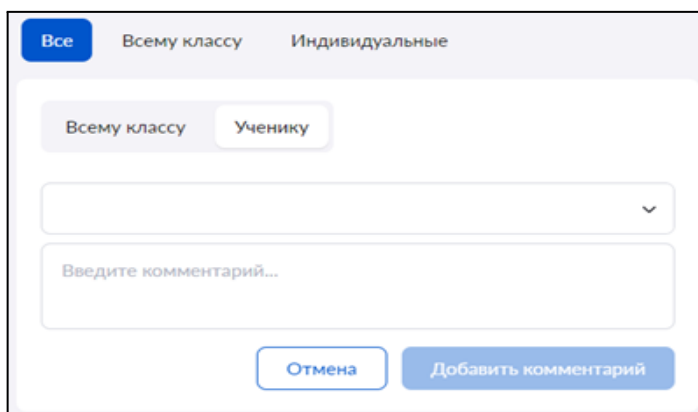 Все Всему классу Индивидуальные
Всему классу Ученику
Введите комментарий...
Отмена Добавить комментарий